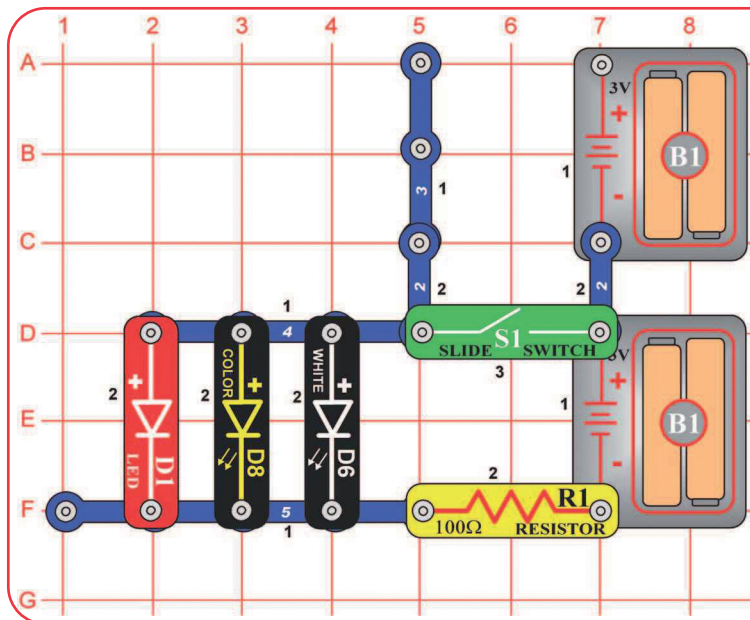 1 2 3 4 5 6 7 8
A
3V
+
B
1
B1
3
1
-
C
2
2
2
2
1
D
4
S1
SLIDE SWITCH
3V
+
COLOR
+
WHITE
+
+
3
2
2
2
1
E
B1
D1
LED
D8
D6
-
2
F
5
R1
100Ω
RESISTOR
1
G